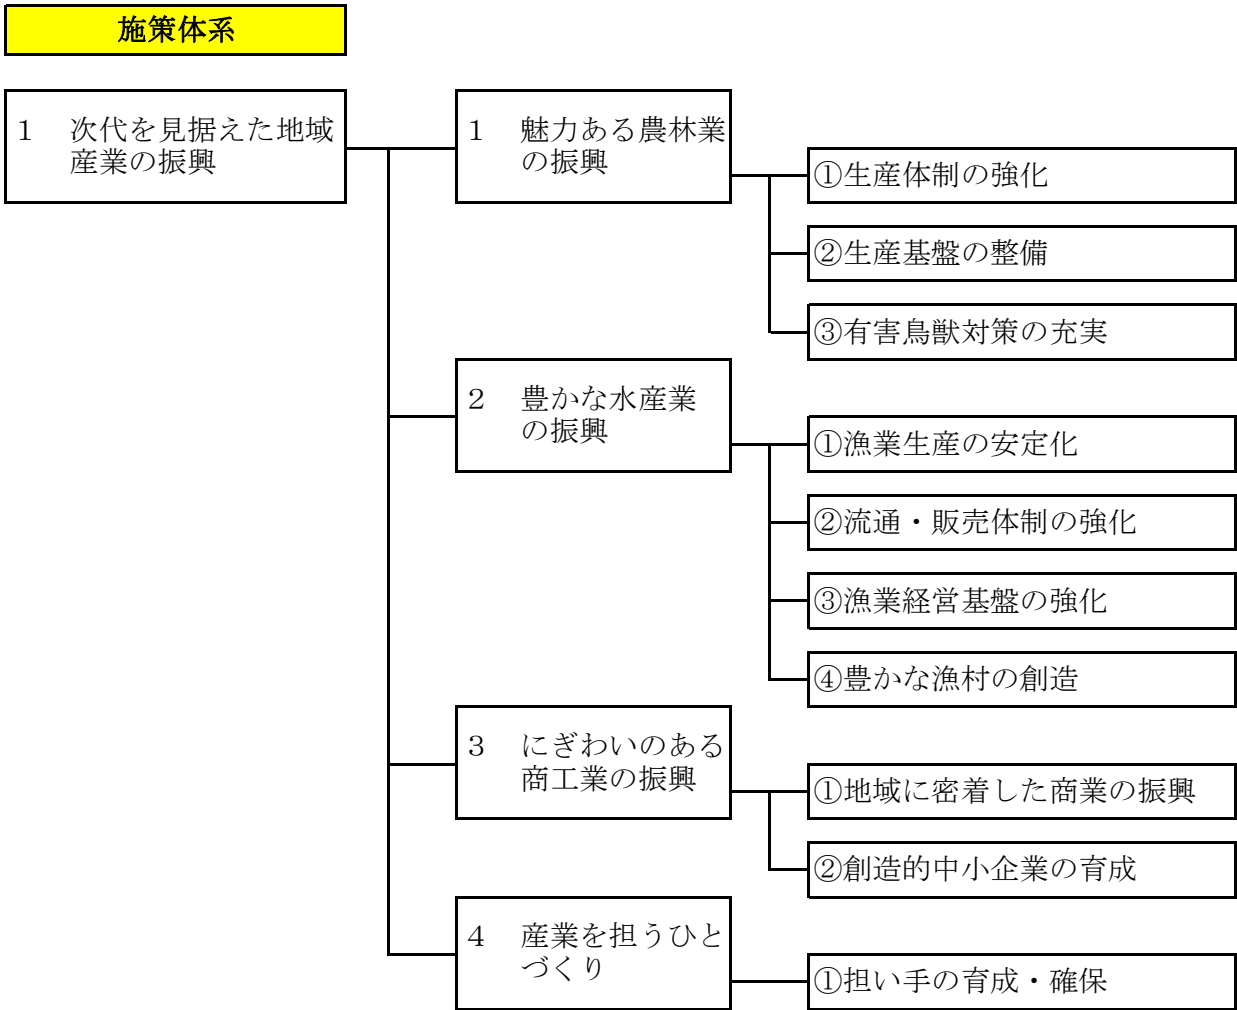 施策体系
１ 次代を見据えた地域
産業の振興
１ 魅力ある農林業
の振興
①生産体制の強化
②生産基盤の整備
③有害鳥獣対策の充実
２ 豊かな水産業
の振興
①漁業生産の安定化
②流通・販売体制の強化
③漁業経営基盤の強化
④豊かな漁村の創造
３ にぎわいのある
商工業の振興
①地域に密着した商業の振興
②創造的中小企業の育成
４ 産業を担うひと
づくり
①担い手の育成・確保